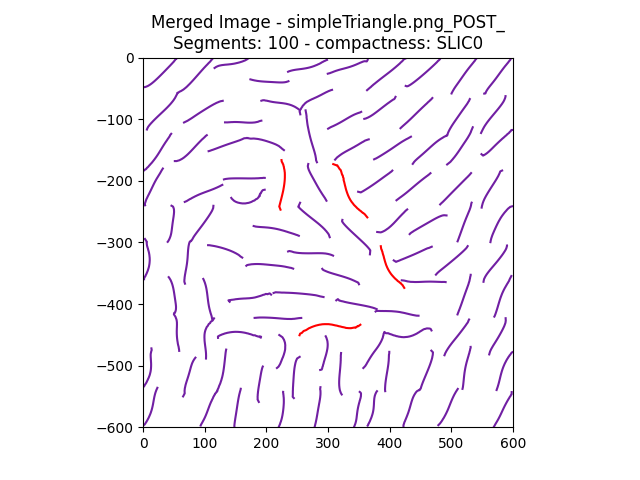 Merged Image - simpleTriangle.png_POST_
Segments: 100 - compactness: SLIC0
0
−100
−200
−300
−400
−500
−600
0 100 200 300 400 500 600